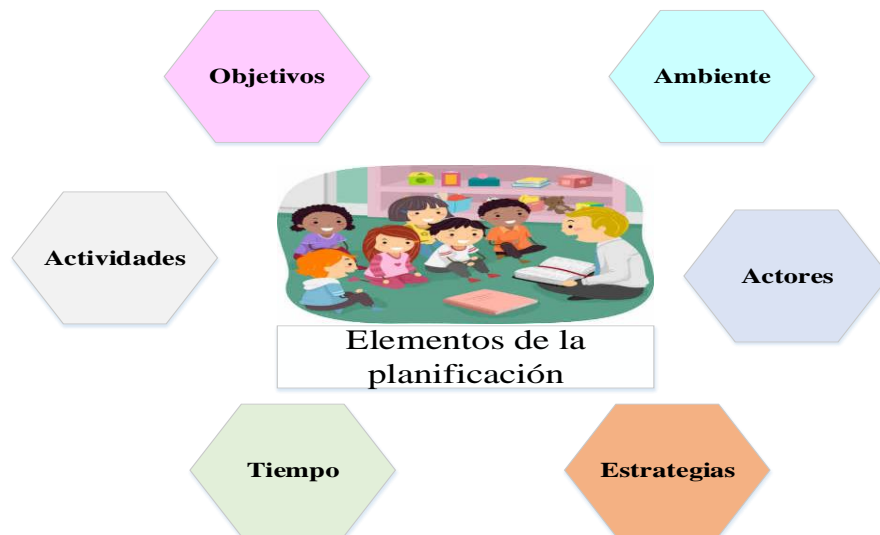 Objetivos
Ambiente
Actividades
Actores
Elementos de la
planificación
Tiempo
Estrategias